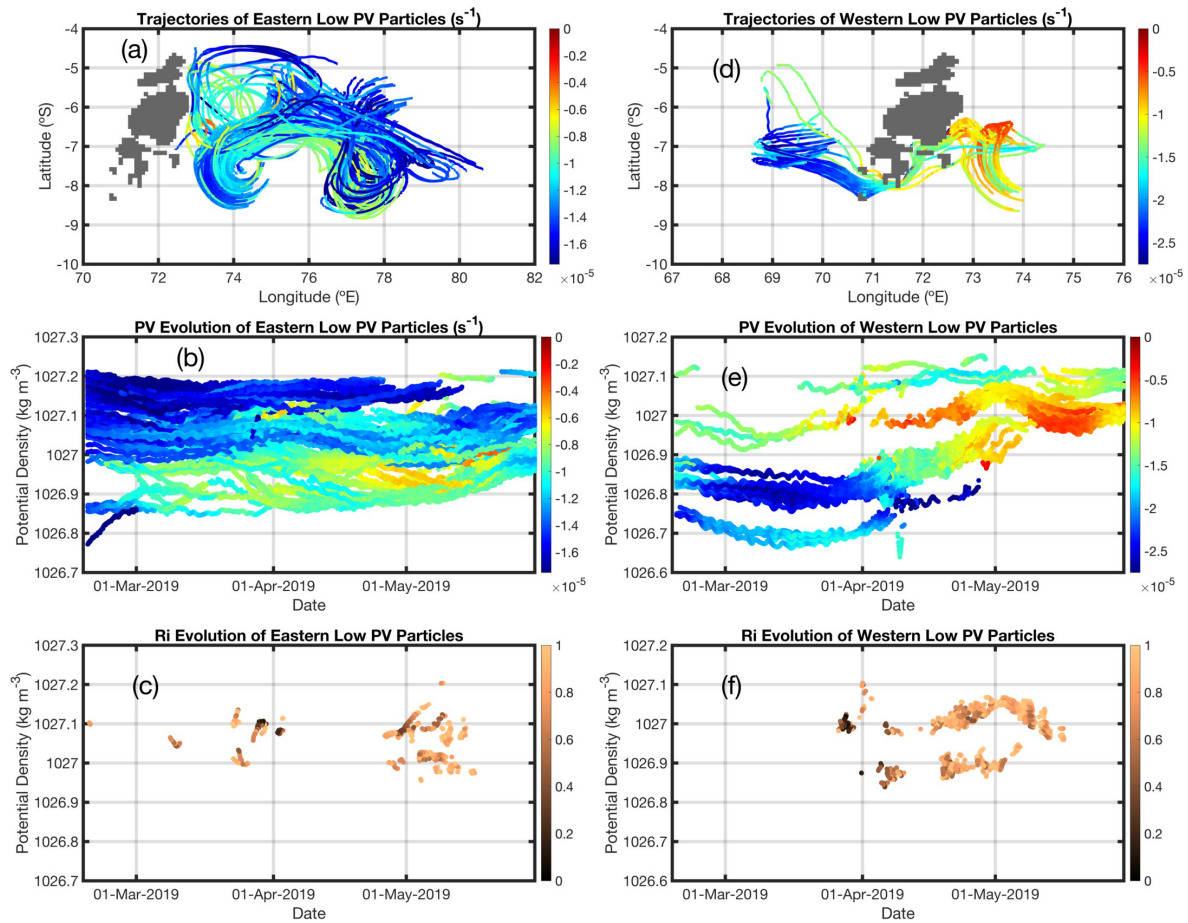 Trajectories of Eastern Low PV Particles (s⁻¹)
(a)
Latitude (ºS)
-4
-5
-6
-7
-8
-9
-10
70
72
74
76
78
80
82
Longitude (ºE)
0
-0.2
-0.4
-0.6
-0.8
-1
-1.2
-1.4
-1.6
×10⁻⁵
Trajectories of Western Low PV Particles (s⁻¹)
(d)
Latitude (ºS)
-4
-5
-6
-7
-8
-9
-10
67
68
69
70
71
72
73
74
75
76
Longitude (ºE)
0
-0.5
-1
-1.5
-2
-2.5
×10⁻⁵
PV Evolution of Eastern Low PV Particles (s⁻¹)
(b)
Potential Density (kg m⁻³)
1027.3
1027.2
1027.1
1027
1026.9
1026.8
1026.7
01-Mar-2019
01-Apr-2019
01-May-2019
Date
0
-0.2
-0.4
-0.6
-0.8
-1
-1.2
-1.4
-1.6
×10⁻⁵
PV Evolution of Western Low PV Particles
(e)
Potential Density (kg m⁻³)
1027.2
1027.1
1027
1026.9
1026.8
1026.7
1026.6
01-Mar-2019
01-Apr-2019
01-May-2019
Date
0
-0.5
-1
-1.5
-2
-2.5
×10⁻⁵
Ri Evolution of Eastern Low PV Particles
(c)
Potential Density (kg m⁻³)
1027.3
1027.2
1027.1
1027
1026.9
1026.8
1026.7
01-Mar-2019
01-Apr-2019
01-May-2019
Date
1
0.8
0.6
0.4
0.2
0
Ri Evolution of Western Low PV Particles
(f)
Potential Density (kg m⁻³)
1027.2
1027.1
1027
1026.9
1026.8
1026.7
1026.6
01-Mar-2019
01-Apr-2019
01-May-2019
Date
1
0.8
0.6
0.4
0.2
0